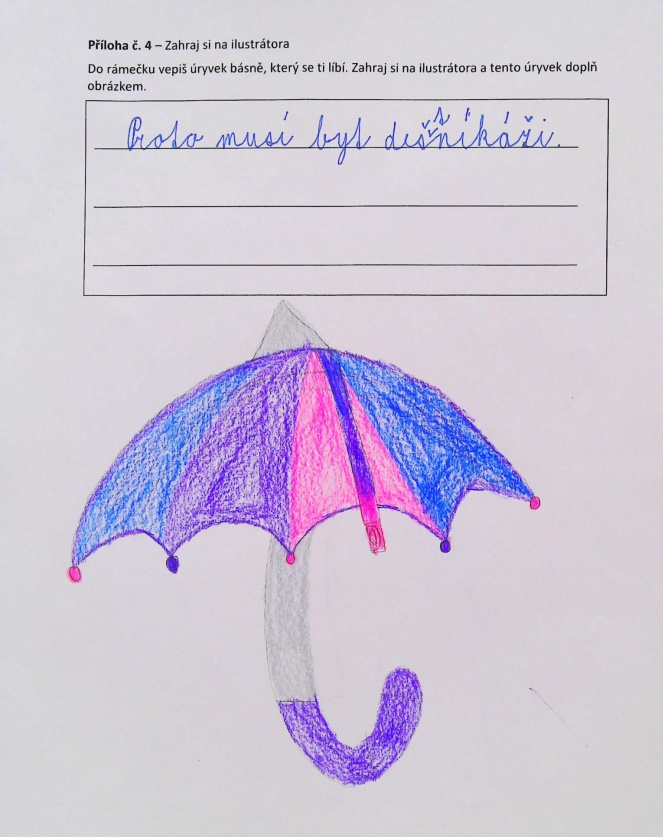 Příloha č. 4 – Zahraj si na ilustrátora
Do rámečku vepiš úryvek básně, který se ti líbí. Zahraj si na ilustrátora a tento úryvek doplň
obrázkem.
Proto musí byt deštníkáři.